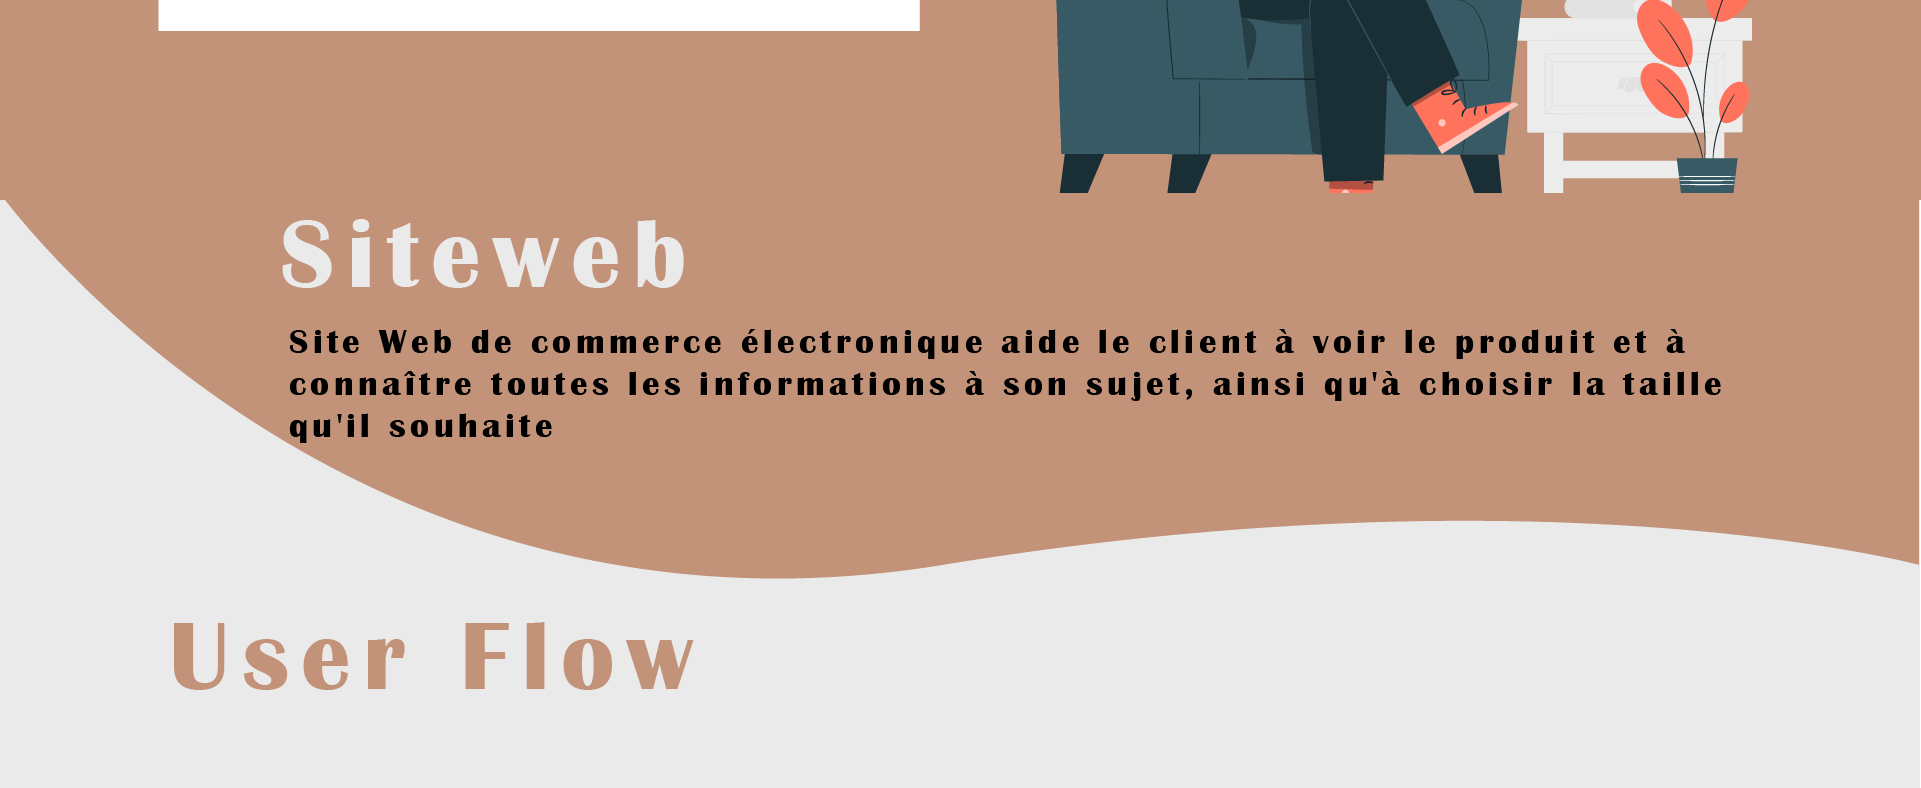 Siteweb
Site Web de commerce électronique aide le client à voir le produit et à
connaître toutes les informations à son sujet, ainsi qu'à choisir la taille
qu'il souhaite
User Flow